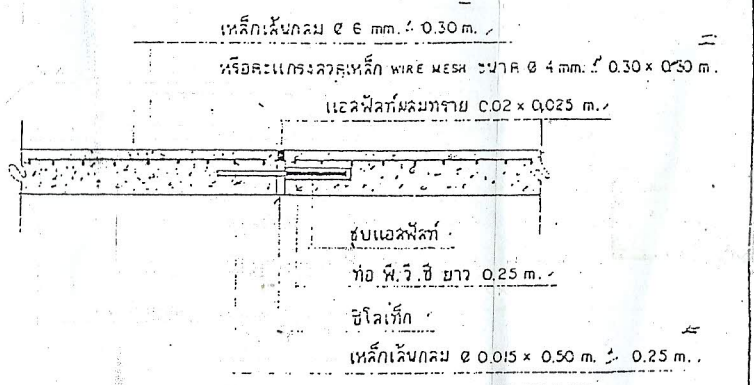 เหล็กเส้นกลม ⌀ 6 mm. : 0.30 m.
หรือตะแกรงลวดเหล็ก WIRE MESH ขนาด ⌀ 4 mm. : 0.30 x 0.30 m.
แอสฟัลท์ผสมทราย 0.02 x 0.025 m.
ชุบแอสฟัลท์
ท่อ พี.วี.ซี ยาว 0.25 m.
ซีโลเท็ก
เหล็กเส้นกลม ⌀ 0.015 x 0.50 m. : 0.25 m.